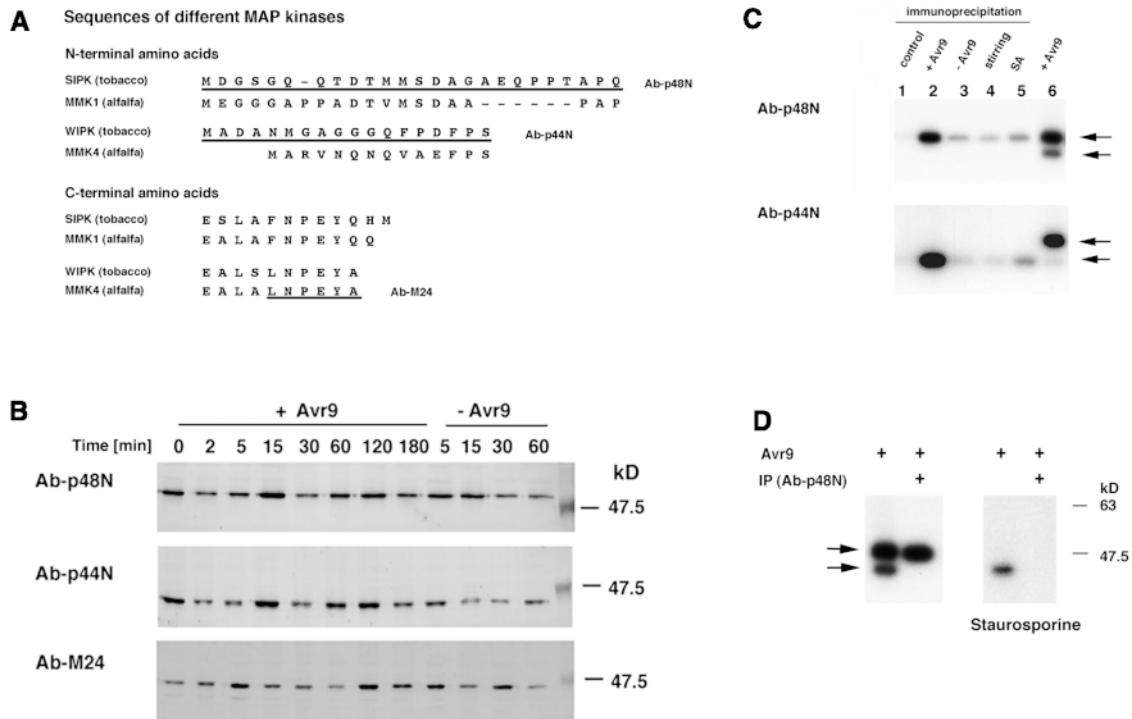 A
Sequences of different MAP kinases
N-terminal amino acids
SIPK (tobacco) M D G S G Q - Q T D T M M S D A G A E Q P P T A P Q Ab-p48N
MMK1 (alfalfa) M E G G G A P P A D T V M S D A A - - - - - - P A P
WIPK (tobacco) M A D A N M G A G G G Q F P D F P S Ab-p44N
MMK4 (alfalfa) M A R V N Q N Q V A E F P S
C-terminal amino acids
SIPK (tobacco) E S L A F N P E Y Q H M
MMK1 (alfalfa) E A L A F N P E Y Q Q
WIPK (tobacco) E A L S L N P E Y A
MMK4 (alfalfa) E A L A L N P E Y A Ab-M24
B
+ Avr9 - Avr9
Time [min] 0 2 5 15 30 60 120 180 5 15 30 60
kD
Ab-p48N
47.5
Ab-p44N
47.5
Ab-M24
47.5
C
immunoprecipitation
control + Avr9 - Avr9 stirring SA + Avr9
1 2 3 4 5 6
Ab-p48N
Ab-p44N
D
Avr9 + + + +
IP (Ab-p48N) + +
kD
63
47.5
Staurosporine